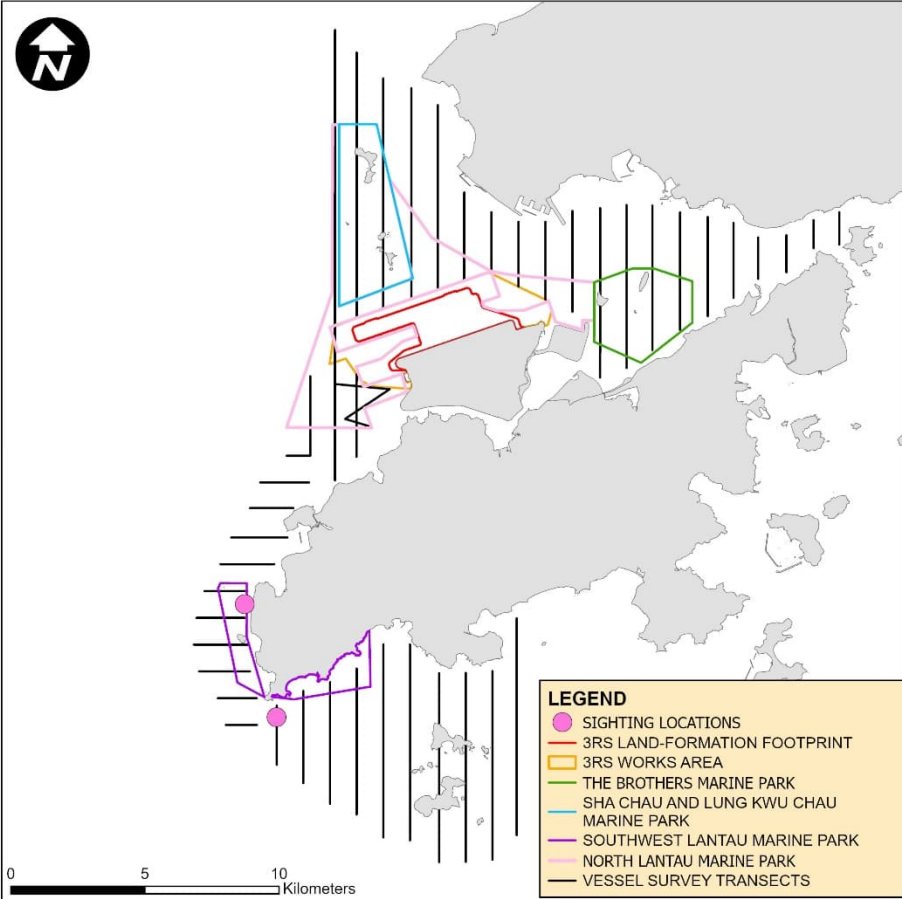 N
LEGEND
SIGHTING LOCATIONS
3RS LAND-FORMATION FOOTPRINT
3RS WORKS AREA
THE BROTHERS MARINE PARK
SHA CHAU AND LUNG KWU CHAU
MARINE PARK
SOUTHWEST LANTAU MARINE PARK
NORTH LANTAU MARINE PARK
VESSEL SURVEY TRANSECTS
0 5 10
Kilometers